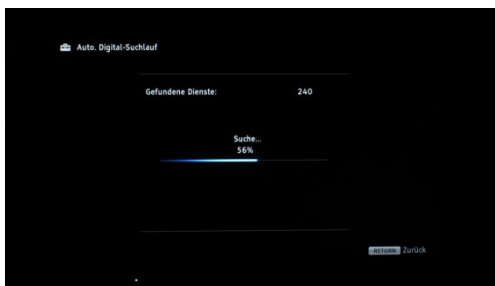 Auto. Digital-Suchlauf
Gefundene Dienste: 240
Suche...
56%
RETURN Zurück